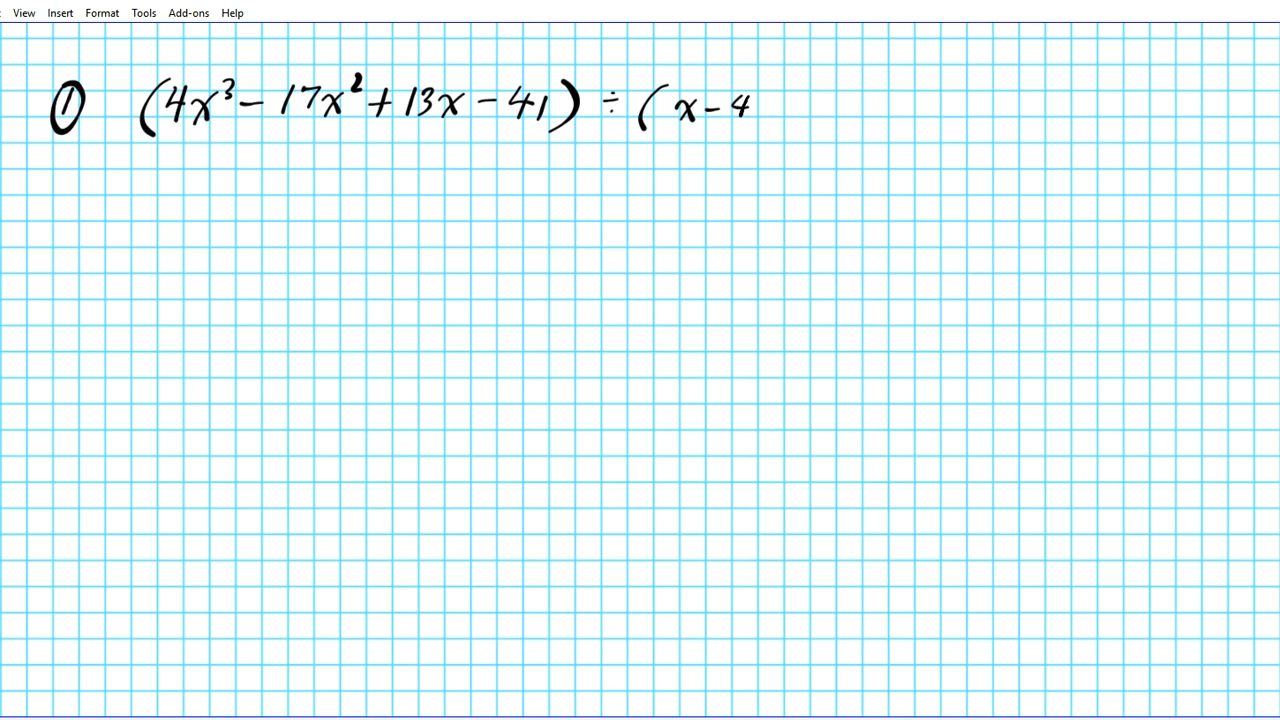 View Insert Format Tools Add-ons Help
① (4x³ − 17x² + 13x − 41) ÷ (x − 4